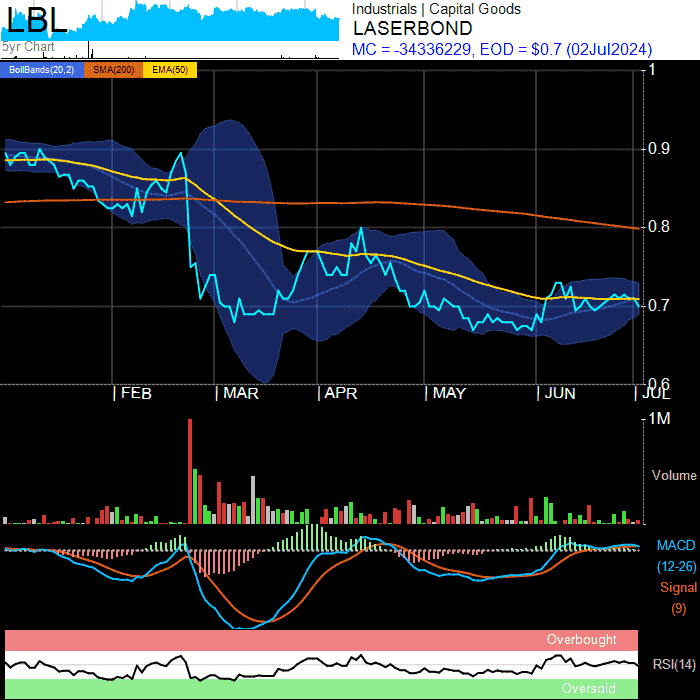 LBL
5yr Chart
Industrials | Capital Goods
LASERBOND
MC = -34336229, EOD = $0.7 (02Jul2024)
BollBands(20,2) SMA(200) EMA(50)
1
0.9
0.8
0.7
0.6
FEB MAR APR MAY JUN JUL
1M
Volume
MACD
(12-26)
Signal
(9)
Overbought
RSI(14)
Oversold